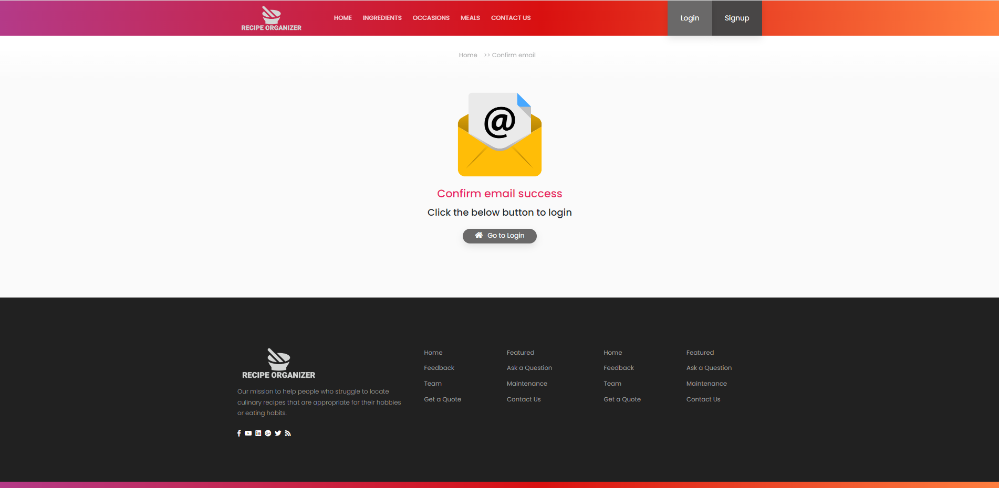 RECIPE ORGANIZER
HOME INGREDIENTS OCCASIONS MEALS CONTACT US
Login Signup
Home >> Confirm email
@
Confirm email success
Click the below button to login
Go to Login
RECIPE ORGANIZER
Our mission to help people who struggle to locate
culinary recipes that are appropriate for their hobbies
or eating habits.
Home Featured Home Featured
Feedback Ask a Question Feedback Ask a Question
Team Maintenance Team Maintenance
Get a Quote Contact Us Get a Quote Contact Us